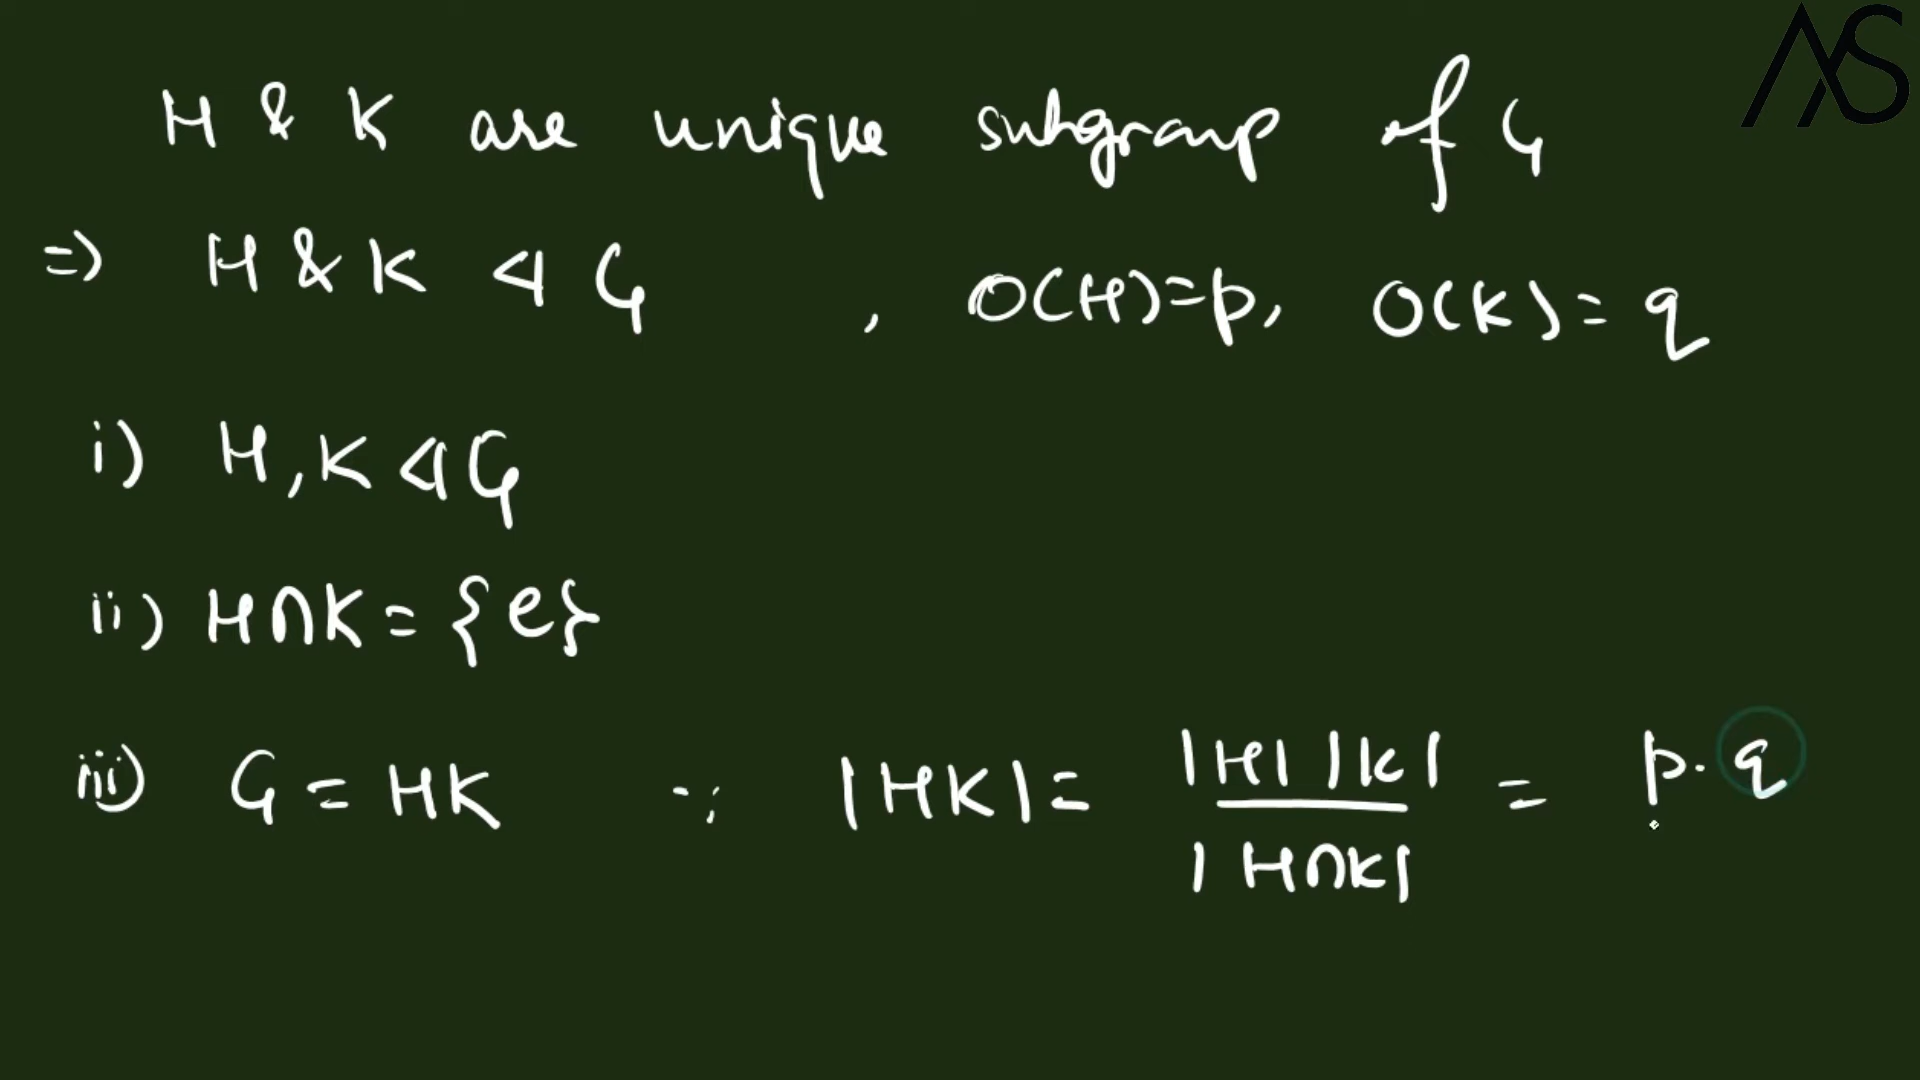 AS
H & K are unique subgroup of G
=> H & K ⊲ G , O(H)=p, O(K)=q
i) H, K ⊲ G
ii) H∩K = {e}
iii) G = HK ∵ |HK| = |H| |K| / |H∩K| = p.q